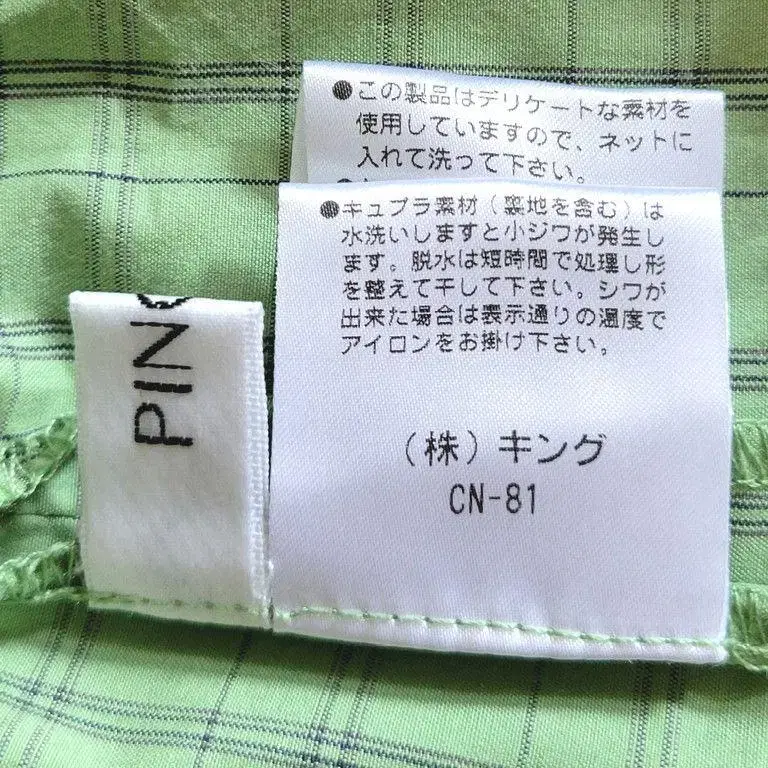 ●この製品はデリケートな素材を
使用していますので、ネットに
入れて洗って下さい。
●キュプラ素材（裏地を含む）は
水洗いしますと小ジワが発生し
ます。脱水は短時間で処理し形
を整えて干して下さい。シワが
出来た場合は表示通りの温度で
アイロンをお掛け下さい。
（株）キング
CN-81
PIN